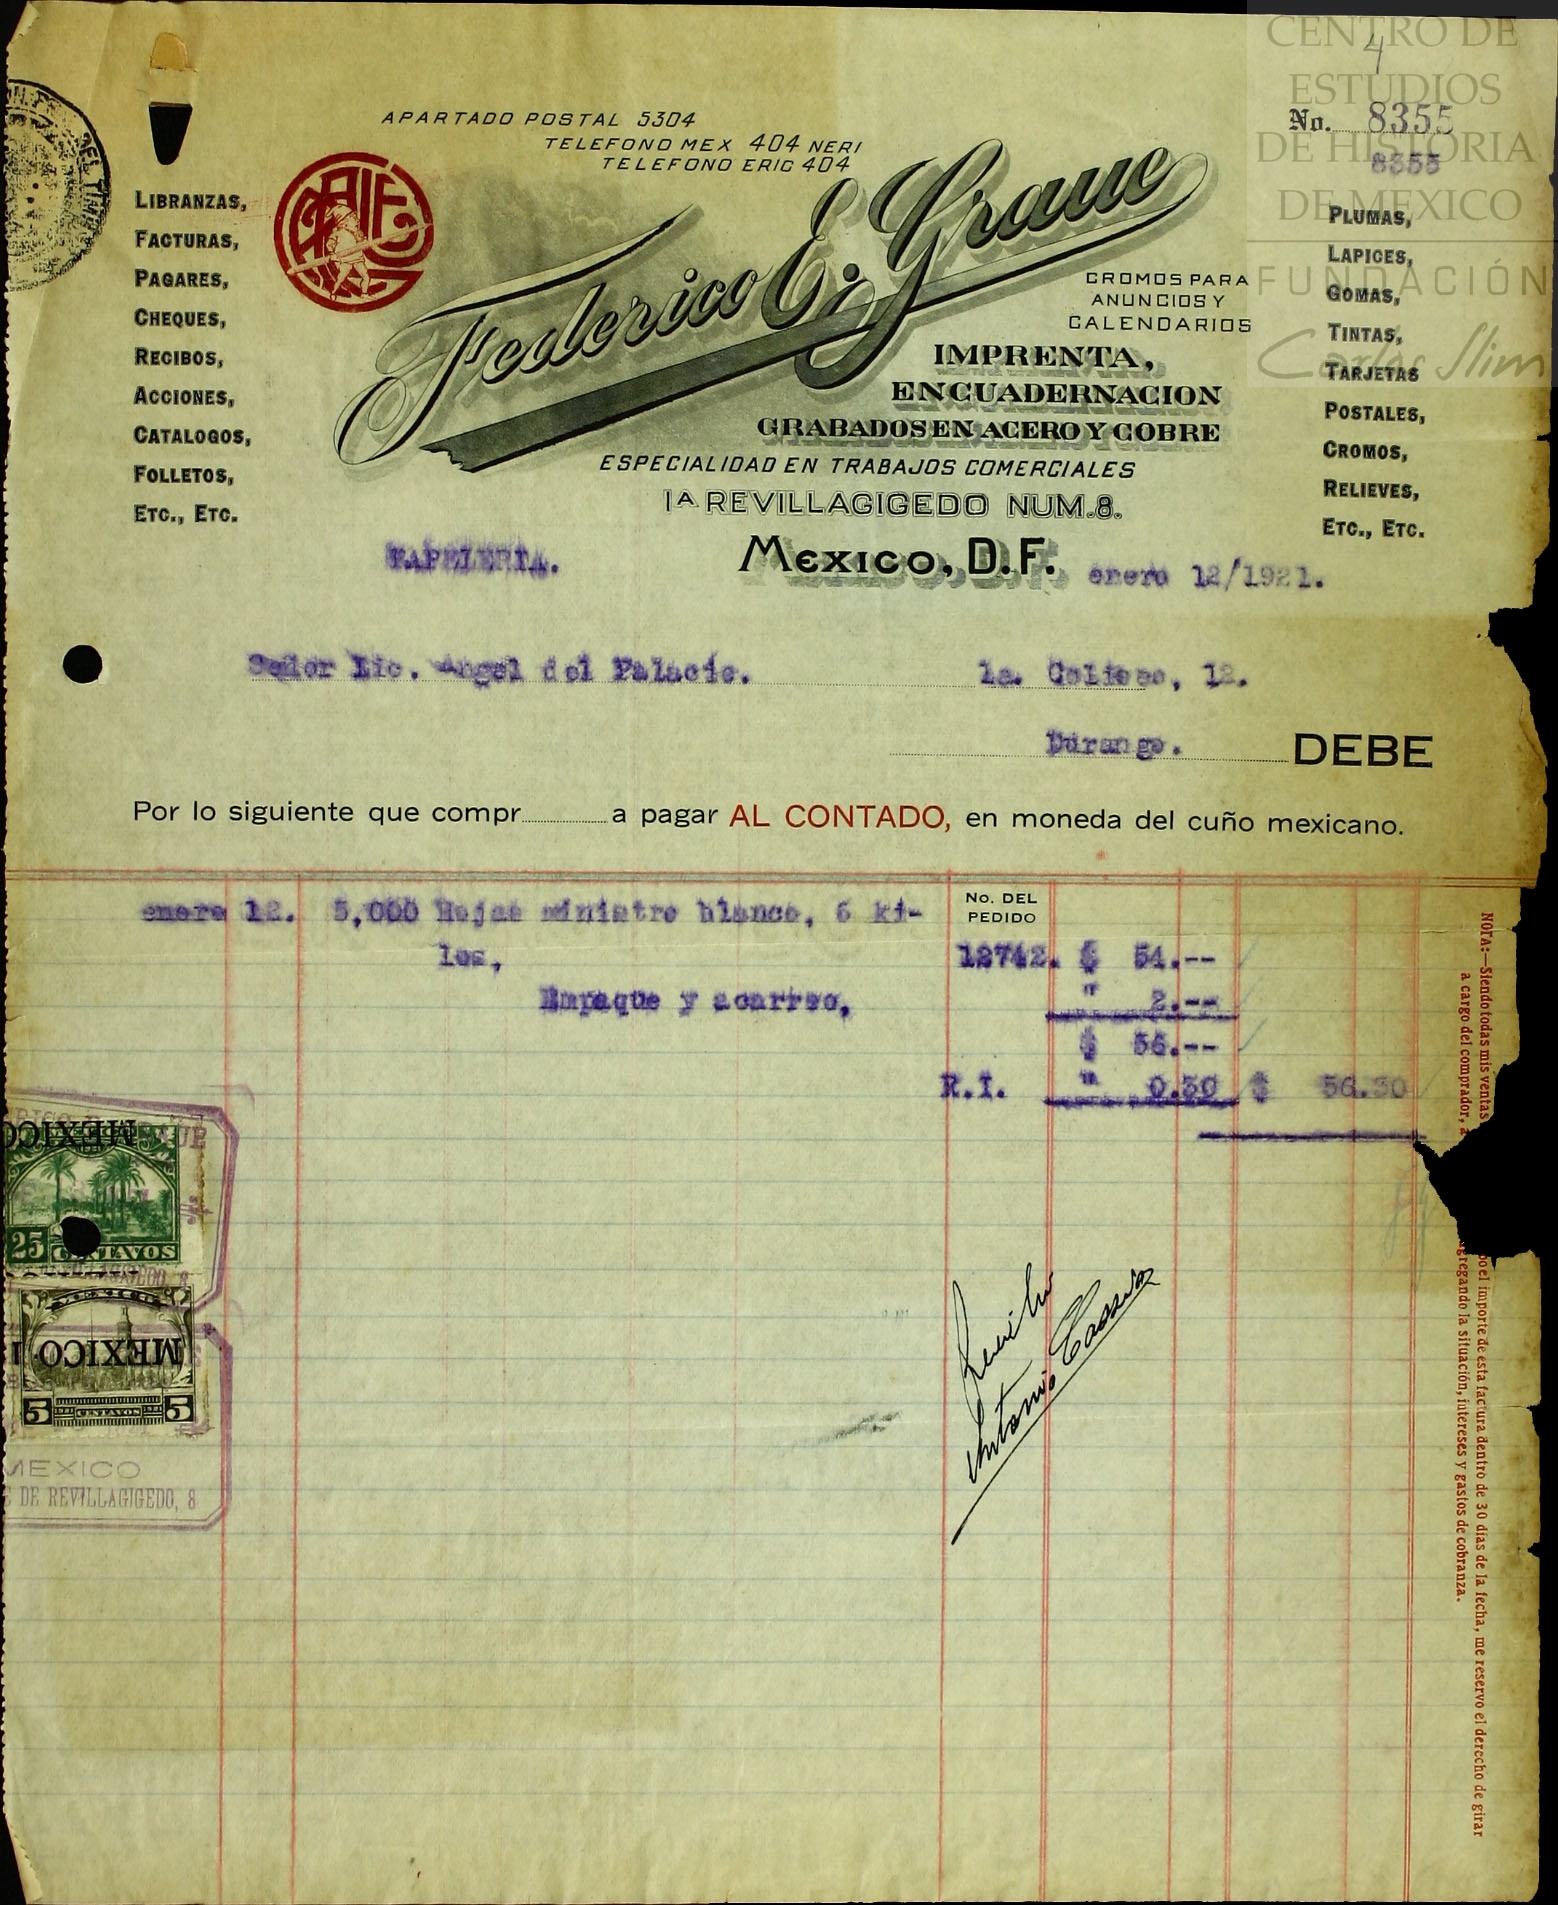 CENTRO DE
ESTUDIOS
DE HISTORIA
DE MEXICO
FUNDACIÓN
Carlos Slim
4
No. 8355
8355
APARTADO POSTAL 5304
TELEFONO MEX 404 NERI
TELEFONO ERIC 404
Federico E. Graue
CROMOS PARA
ANUNCIOS Y
CALENDARIOS
IMPRENTA,
ENCUADERNACION
GRABADOS EN ACERO Y COBRE
ESPECIALIDAD EN TRABAJOS COMERCIALES
1A REVILLAGIGEDO NUM. 8.
MEXICO, D.F.
LIBRANZAS,
FACTURAS,
PAGARES,
CHEQUES,
RECIBOS,
ACCIONES,
CATALOGOS,
FOLLETOS,
ETC., ETC.
PLUMAS,
LAPICES,
GOMAS,
TINTAS,
TARJETAS
POSTALES,
CROMOS,
RELIEVES,
ETC., ETC.
PAPELERIA.
enero 12/1921.
Señor Lic. Angel del Palacio.
1a. Coliseo, 12.
Durango. DEBE
Por lo siguiente que compr a pagar AL CONTADO, en moneda del cuño mexicano.
No. DEL
PEDIDO
enero 12. 5,000 Hojas ministro blanco, 6 ki-
los, 12742. $ 54.--
Empaque y acarreo, " 2.--
$ 56.--
R.I. " 0.30 $ 56.30
MEXICO
25 CENTAVOS
MEXICO
5 CENTAVOS 5
MEXICO
DE REVILLAGIGEDO, 8
Antonio
NOTA:—Siendo todas mis ventas el importe de esta factura dentro de 30 días de la fecha, me reservo el derecho de girar
a cargo del comprador, agregando la situación, intereses y gastos de cobranza.